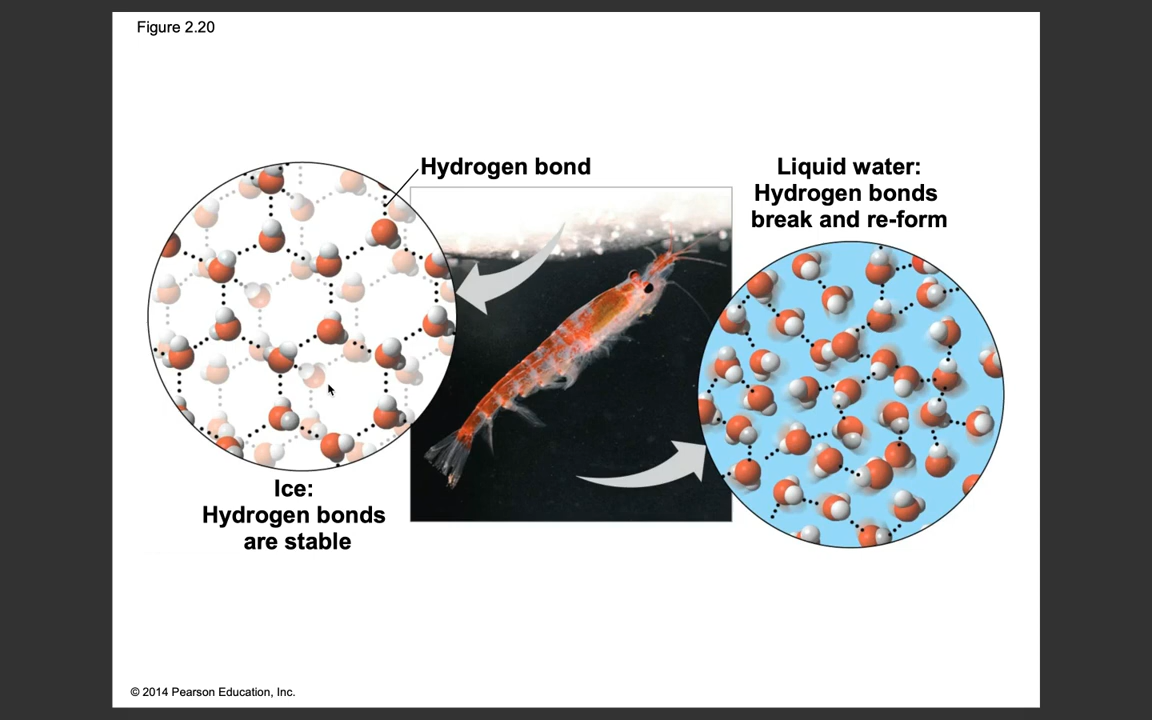 Figure 2.20
Hydrogen bond
Liquid water:
Hydrogen bonds
break and re-form
Ice:
Hydrogen bonds
are stable
© 2014 Pearson Education, Inc.